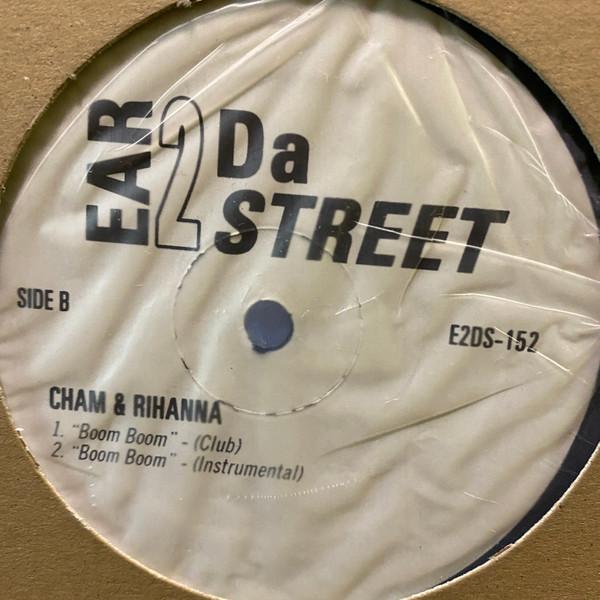 EAR 2 Da
STREET
SIDE B
E2DS-152
CHAM & RIHANNA
1. "Boom Boom" - (Club)
2. "Boom Boom" - (Instrumental)